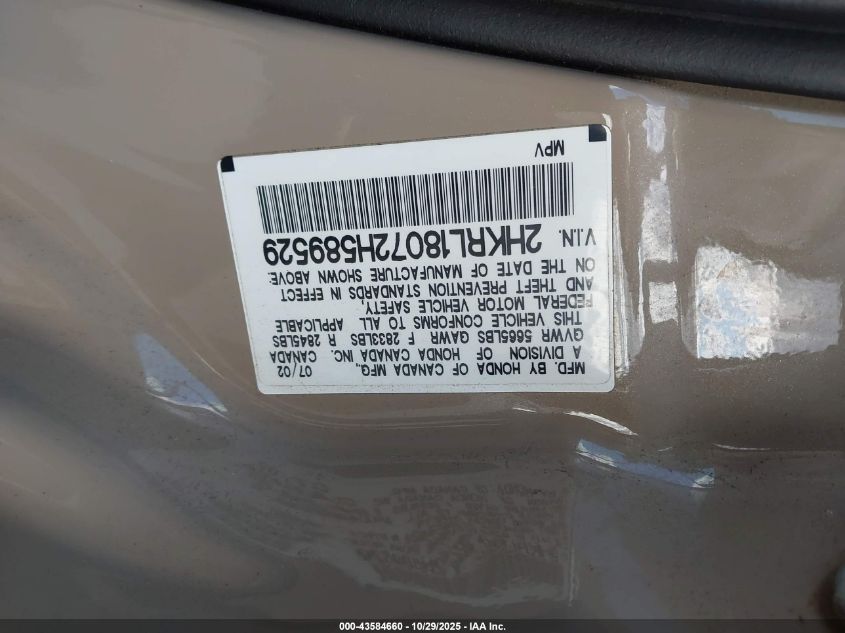 MFD. BY HONDA OF CANADA MFG., 07/02
A DIVISION OF HONDA CANADA INC. CANADA
GVWR 5665LBS GAWR F 2833LBS R 2845LBS
THIS VEHICLE CONFORMS TO ALL APPLICABLE
FEDERAL MOTOR VEHICLE SAFETY.
AND THEFT PREVENTION STANDARDS IN EFFECT
ON THE DATE OF MANUFACTURE SHOWN ABOVE.
V.I.N. 2HKRL18072H589529
MPV
000-43584660 - 10/29/2025 - IAA Inc.